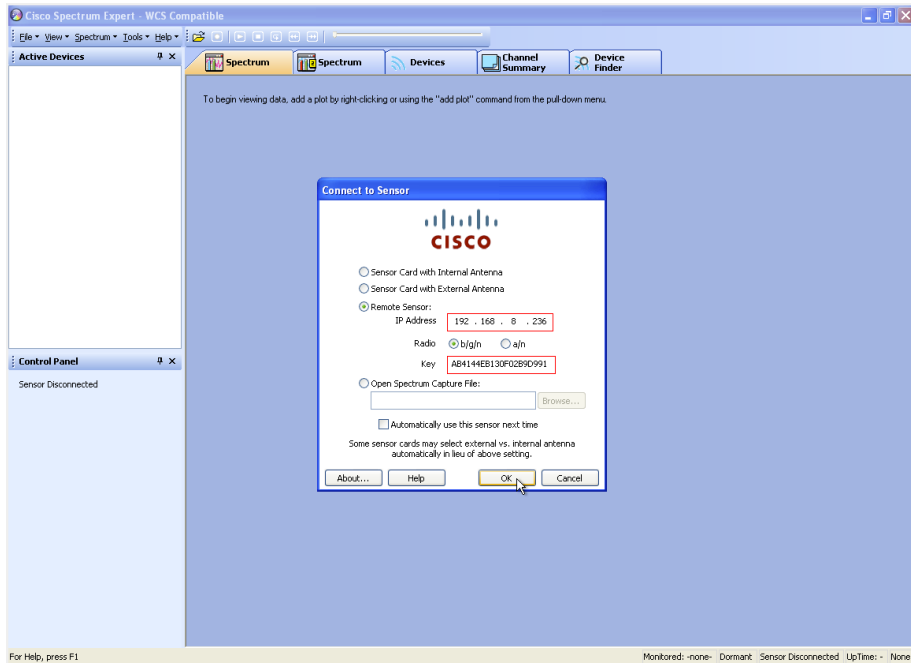 Cisco Spectrum Expert - WCS Compatible
File View Spectrum Tools Help
Active Devices
Spectrum
Spectrum
Devices
Channel Summary
Device Finder
To begin viewing data, add a plot by right-clicking or using the "add plot" command from the pull-down menu.
Connect to Sensor
CISCO
Sensor Card with Internal Antenna
Sensor Card with External Antenna
Remote Sensor:
IP Address 192 . 168 . 8 . 236
Radio b/g/n a/n
Key AB4144EB130F02B9D991
Open Spectrum Capture File:
Browse...
Automatically use this sensor next time
Some sensor cards may select external vs. internal antenna
automatically in lieu of above setting.
About... Help OK Cancel
Control Panel
Sensor Disconnected
For Help, press F1
Monitored: -none- Dormant Sensor Disconnected UpTime: - None